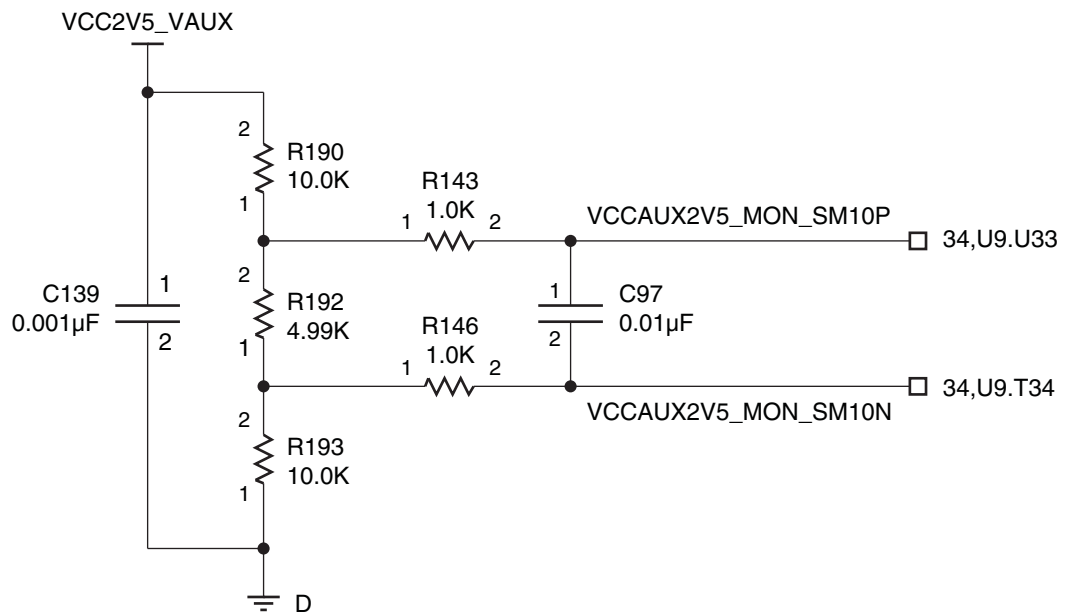 VCC2V5_VAUX
2
R190
10.0K
1
R143
1.0K
1
2
VCCAUX2V5_MON_SM10P
34,U9.U33
C139
0.001µF
1
2
2
R192
4.99K
1
R146
1.0K
1
2
1
C97
0.01µF
2
VCCAUX2V5_MON_SM10N
34,U9.T34
2
R193
10.0K
1
D